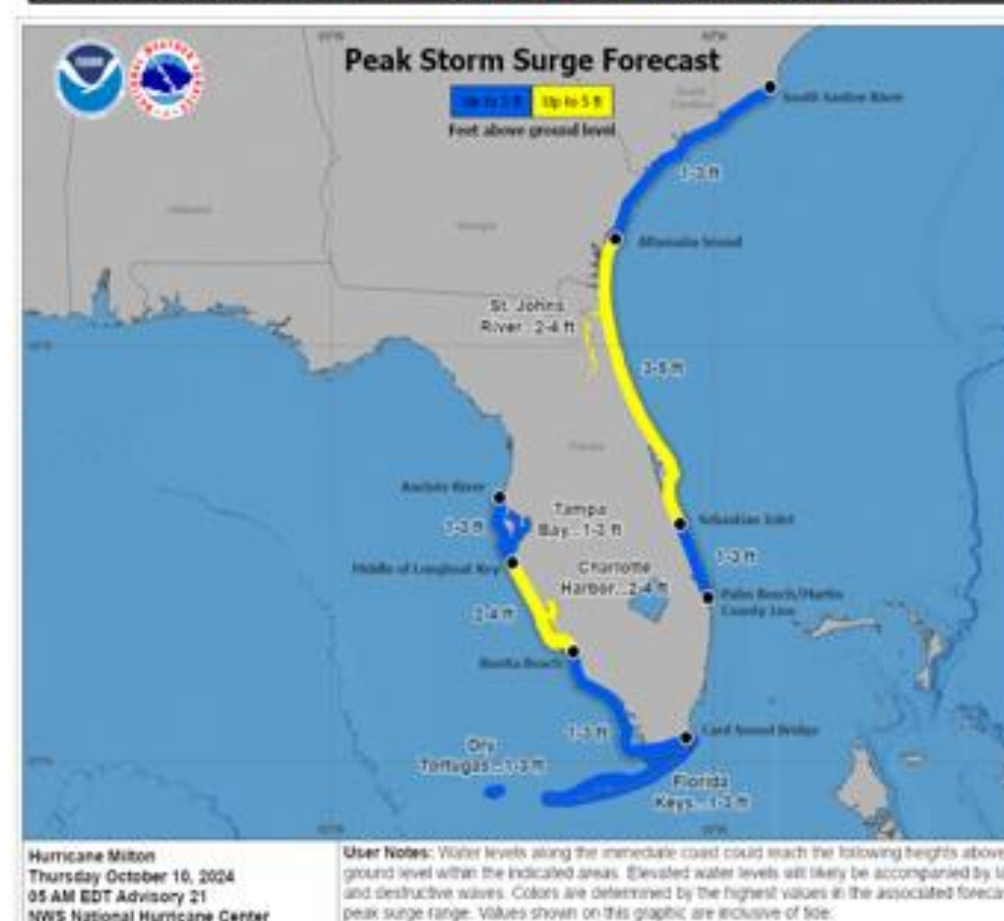 Peak Storm Surge Forecast
Up to 3 ft
Up to 5 ft
Feet above ground level
South Santee River
South
Carolina
1-3 ft
Alabama
Georgia
Altamaha Sound
St. Johns
River...2-4 ft
3-5 ft
Florida
Anclote River
Tampa
Bay...1-3 ft
1-3 ft
Sebastian Inlet
1-3 ft
Middle of Longboat Key
Charlotte
Harbor...2-4 ft
Palm Beach/Martin
County Line
2-4 ft
Bonita Beach
1-3 ft
Card Sound Bridge
Dry
Tortugas...1-3 ft
Florida
Keys...1-3 ft
Hurricane Milton
Thursday October 10, 2024
05 AM EDT Advisory 21
NWS National Hurricane Center
User Notes: Water levels along the immediate coast could reach the following heights above
ground level within the indicated areas. Elevated water levels will likely be accompanied by
and destructive waves. Colors are determined by the highest values in the associated
peak surge range. Values shown on this graphic are inclusive of